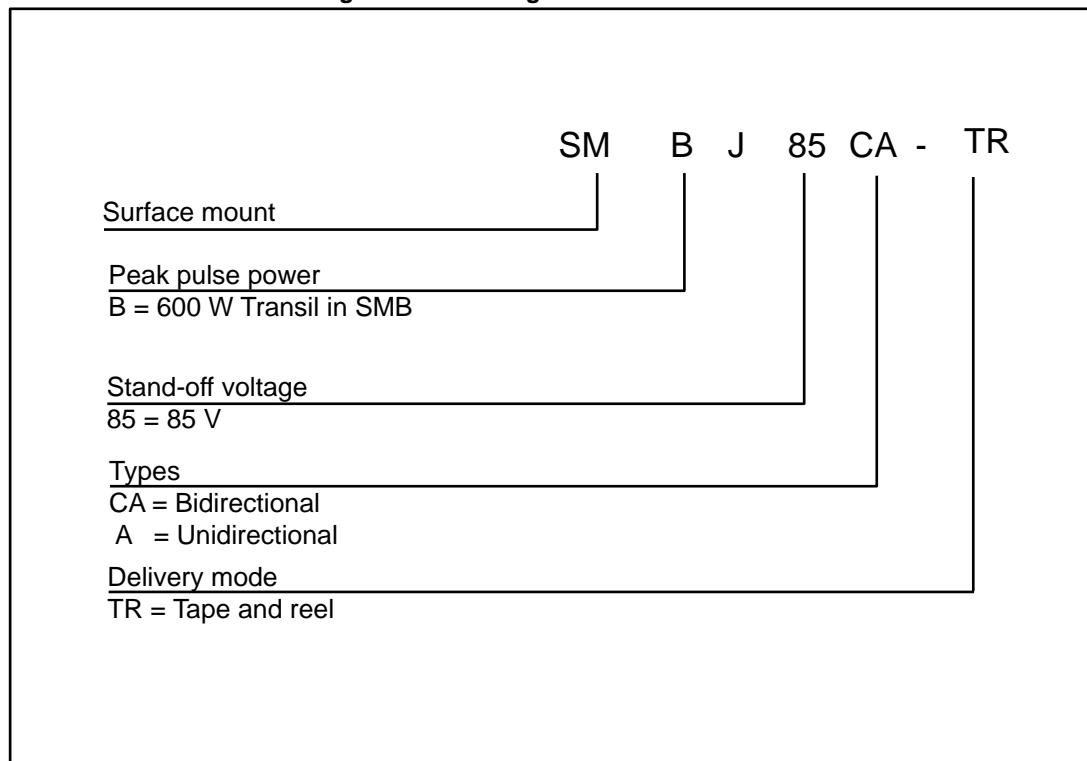 SM B J 85 CA - TR
Surface mount
Peak pulse power
B = 600 W Transil in SMB
Stand-off voltage
85 = 85 V
Types
CA = Bidirectional
A = Unidirectional
Delivery mode
TR = Tape and reel